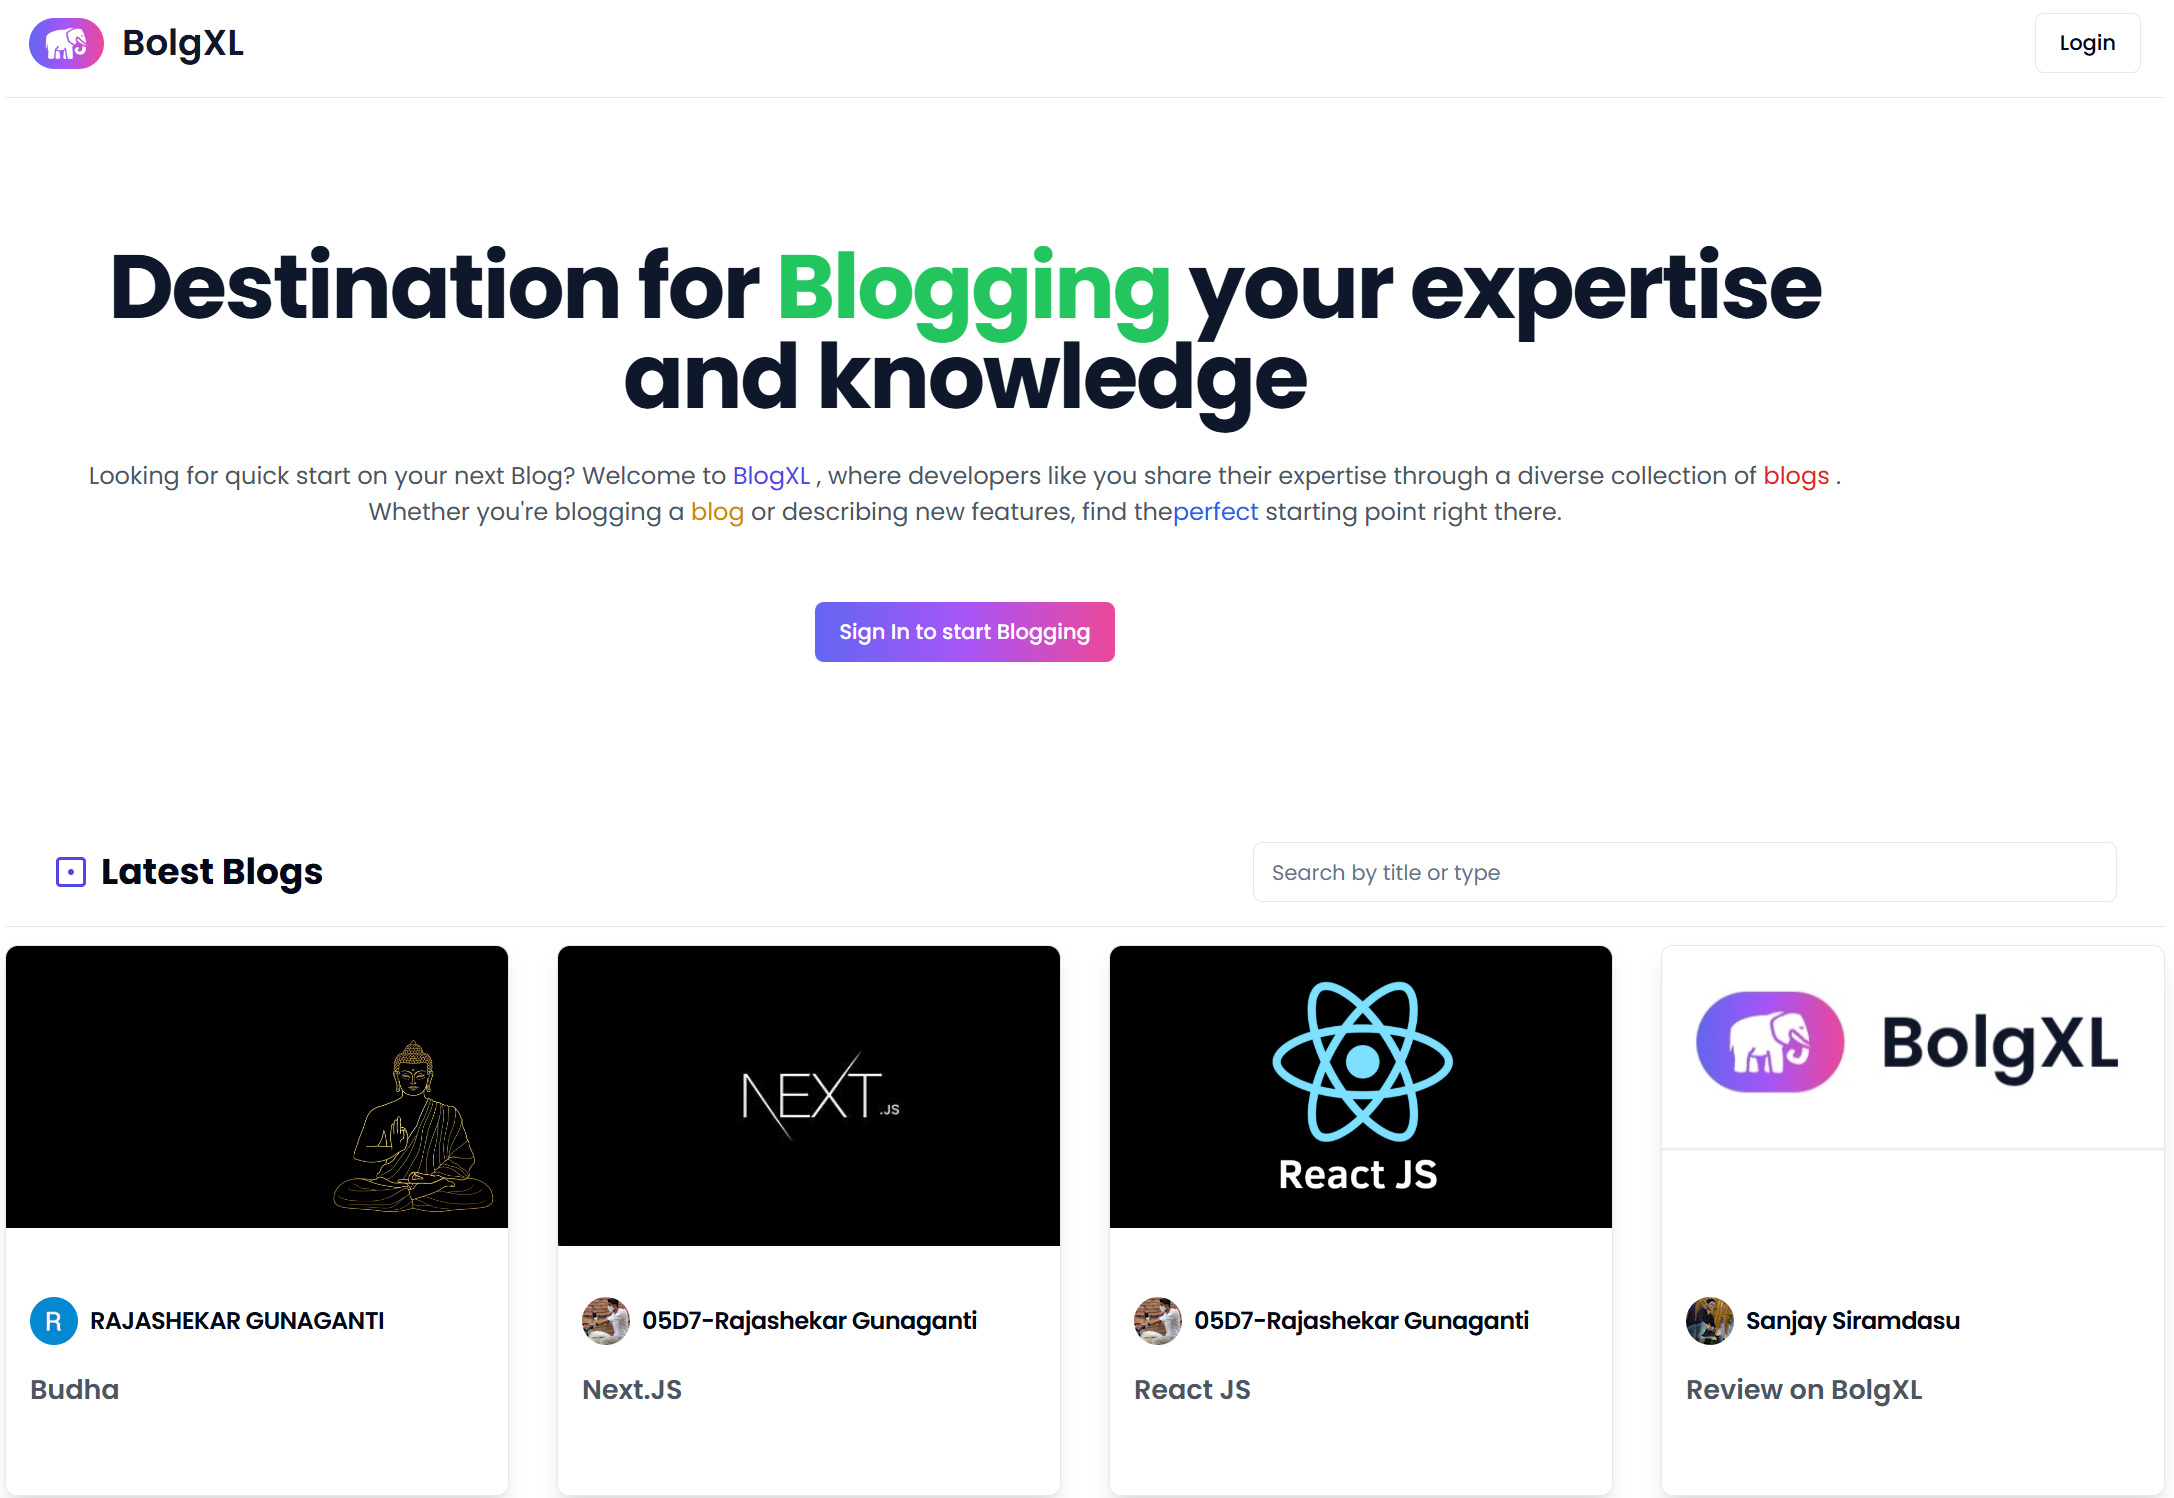 BolgXL
Login
Destination for Blogging your expertise
and knowledge
Looking for quick start on your next Blog? Welcome to BlogXL , where developers like you share their expertise through a diverse collection of blogs .
Whether you're blogging a blog or describing new features, find theperfect starting point right there.
Sign In to start Blogging
Latest Blogs
Search by title or type
NEXT.JS
React JS
BolgXL
R RAJASHEKAR GUNAGANTI
05D7-Rajashekar Gunaganti
05D7-Rajashekar Gunaganti
Sanjay Siramdasu
Budha
Next.JS
React JS
Review on BolgXL